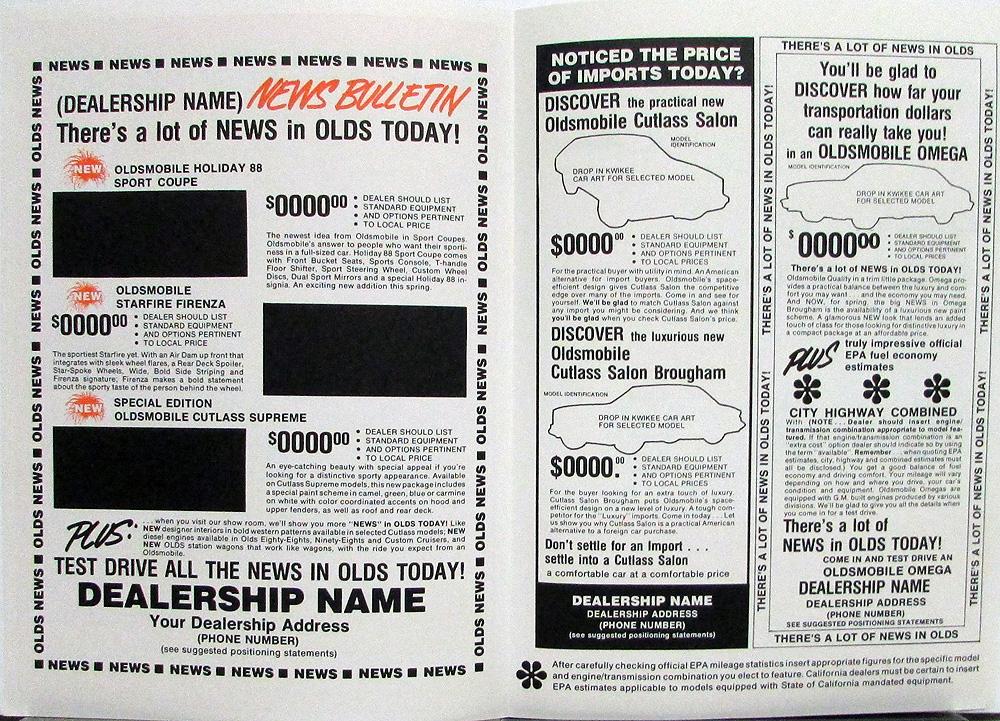 ■ NEWS ■ NEWS ■ NEWS ■ NEWS ■ NEWS ■ NEWS ■ NEWS ■
OLDS NEWS ■ OLDS NEWS ■ OLDS NEWS ■ OLDS NEWS ■ OLDS NEWS
(DEALERSHIP NAME) NEWS BULLETIN
There's a lot of NEWS in OLDS TODAY!
NEW
OLDSMOBILE HOLIDAY 88
SPORT COUPE
$000000
• DEALER SHOULD LIST
• STANDARD EQUIPMENT
• AND OPTIONS PERTINENT
• TO LOCAL PRICE
The newest idea from Oldsmobile in Sport Coupes.
Oldsmobile's answer to people who want their sporti-
ness in a full-sized car. Holiday 88 Sport Coupe comes
with Front Bucket Seats, Sports Console, T-handle
Floor Shifter, Sport Steering Wheel, Custom Wheel
Discs, Dual Sport Mirrors and a special Holiday 88 in-
signia. An exciting new addition this spring.
NEW
OLDSMOBILE
STARFIRE FIRENZA
$000000
• DEALER SHOULD LIST
• STANDARD EQUIPMENT
• AND OPTIONS PERTINENT
• TO LOCAL PRICE
The sportiest Starfire yet. With an Air Dam up front that
integrates with sleek wheel flares, a Rear Deck Spoiler,
Star-Spoke Wheels, Wide, Bold Side Striping and
Firenza signature; Firenza makes a bold statement
about the sporty taste of the person behind the wheel.
NEW
SPECIAL EDITION
OLDSMOBILE CUTLASS SUPREME
$000000
• DEALER SHOULD LIST
• STANDARD EQUIPMENT
• AND OPTIONS PERTINENT
• TO LOCAL PRICE
An eye-catching beauty with special appeal if you're
looking for a distinctive sporty appearance. Available
on Cutlass Supreme models, this new package includes
a special paint scheme in camel, green, blue or carmine
on white with color coordinated accents on hood and
upper fenders, as well as roof and rear deck.
PLUS: when you visit our show room, we'll show you more "NEWS" in OLDS TODAY! Like
NEW designer interiors in bold western patterns available in selected Cutlass models; NEW
diesel engines available in Olds Eighty-Eights, Ninety-Eights and Custom Cruisers, and
NEW OLDS station wagons that work like wagons, with the ride you expect from an
Oldsmobile.
TEST DRIVE ALL THE NEWS IN OLDS TODAY!
DEALERSHIP NAME
Your Dealership Address
(PHONE NUMBER)
(see suggested positioning statements)
OLDS NEWS ■ OLDS NEWS ■ OLDS NEWS ■ OLDS NEWS ■ OLDS NEWS
■ NEWS ■ NEWS ■ NEWS ■ NEWS ■ NEWS ■ NEWS ■ NEWS ■
NOTICED THE PRICE
OF IMPORTS TODAY?
DISCOVER the practical new
Oldsmobile Cutlass Salon
MODEL
IDENTIFICATION
DROP IN KWIKEE
CAR ART FOR SELECTED MODEL
$000000
• DEALER SHOULD LIST
• STANDARD EQUIPMENT
• AND OPTIONS PERTINENT
• TO LOCAL PRICES
For the practical buyer with utility in mind. An American
alternative for import buyers. Oldsmobile's space-
efficient design gives Cutlass Salon the competitive
edge over many of the imports. Come in and see for
yourself. We'll be glad to match Cutlass Salon against
any import you might be considering. And we think
you'll be glad when you check Cutlass Salon's price.
DISCOVER the luxurious new
Oldsmobile
Cutlass Salon Brougham
MODEL IDENTIFICATION
DROP IN KWIKEE CAR ART
FOR SELECTED MODEL
$0000.00
• DEALER SHOULD LIST
• STANDARD EQUIPMENT
• AND OPTIONS. PERTINENT
• TO LOCAL PRICES
For the buyer looking for an extra touch of luxury.
Cutlass Salon Brougham puts Oldsmobile's space-
efficient design on a new level of luxury. A tough com-
petitor for the "Luxury" imports. Come in today . . . Let
us show you why Cutlass Salon is a practical American
alternative to a foreign car purchase.
Don't settle for an Import . . .
settle into a Cutlass Salon
a comfortable car at a comfortable price
DEALERSHIP NAME
DEALERSHIP ADDRESS
(PHONE NUMBER)
(see suggested positioning statements)
THERE'S A LOT OF NEWS IN OLDS
THERE'S A LOT OF NEWS IN OLDS TODAY!
THERE'S A LOT OF NEWS IN OLDS TODAY!
You'll be glad to
DISCOVER how far your
transportation dollars
can really take you!
in an OLDSMOBILE OMEGA
MODEL IDENTIFICATION
DROP IN KWIKEE CAR ART
FOR SELECTED MODEL
$000000
• DEALER SHOULD LIST
• STANDARD EQUIPMENT
• AND OPTIONS PERTINENT
• TO LOCAL PRICES
There's a lot of NEWS in OLDS TODAY!
Oldsmobile Quality in a trim little package. Omega pro-
vides a practical balance between the luxury and com-
fort you may want . . . and the economy you may need.
And NOW, for spring, the big NEWS in Omega
Brougham is the availability of a luxurious new paint
scheme. A glamorous NEW look that lends an added
touch of class for those looking for distinctive luxury in
a compact package at an affordable price.
PLUS truly impressive official
EPA fuel economy
estimates
✻ ✻ ✻
CITY HIGHWAY COMBINED
With (NOTE . . . Dealer should insert engine/
transmission combination appropriate to model fea-
tured. If that engine/transmission combination is an
"extra cost" option dealer should indicate so by using
the term "available". Remember . . . when quoting EPA
estimates, city, highway and combined estimates must
all be disclosed.) You get a good balance of fuel
economy and driving comfort. Your mileage will vary
depending on how and where you drive, your car's
condition and equipment. Oldsmobile Omegas are
equipped with G.M. built engines produced by various
divisions. We'll be glad to give you all the details when
you come in for a test drive.
There's a lot of
NEWS in OLDS TODAY!
COME IN AND TEST DRIVE AN
OLDSMOBILE OMEGA
DEALERSHIP NAME
DEALERSHIP ADDRESS
(PHONE NUMBER)
SEE SUGGESTED POSITIONING STATEMENTS
THERE'S A LOT OF NEWS IN OLDS TODAY!
THERE'S A LOT OF NEWS IN OLDS TODAY!
THERE'S A LOT OF NEWS IN OLDS
✻ After carefully checking official EPA mileage statistics insert appropriate figures for the specific model
and engine/transmission combination you elect to feature. California dealers must be certain to insert
EPA estimates applicable to models equipped with State of California mandated equipment.